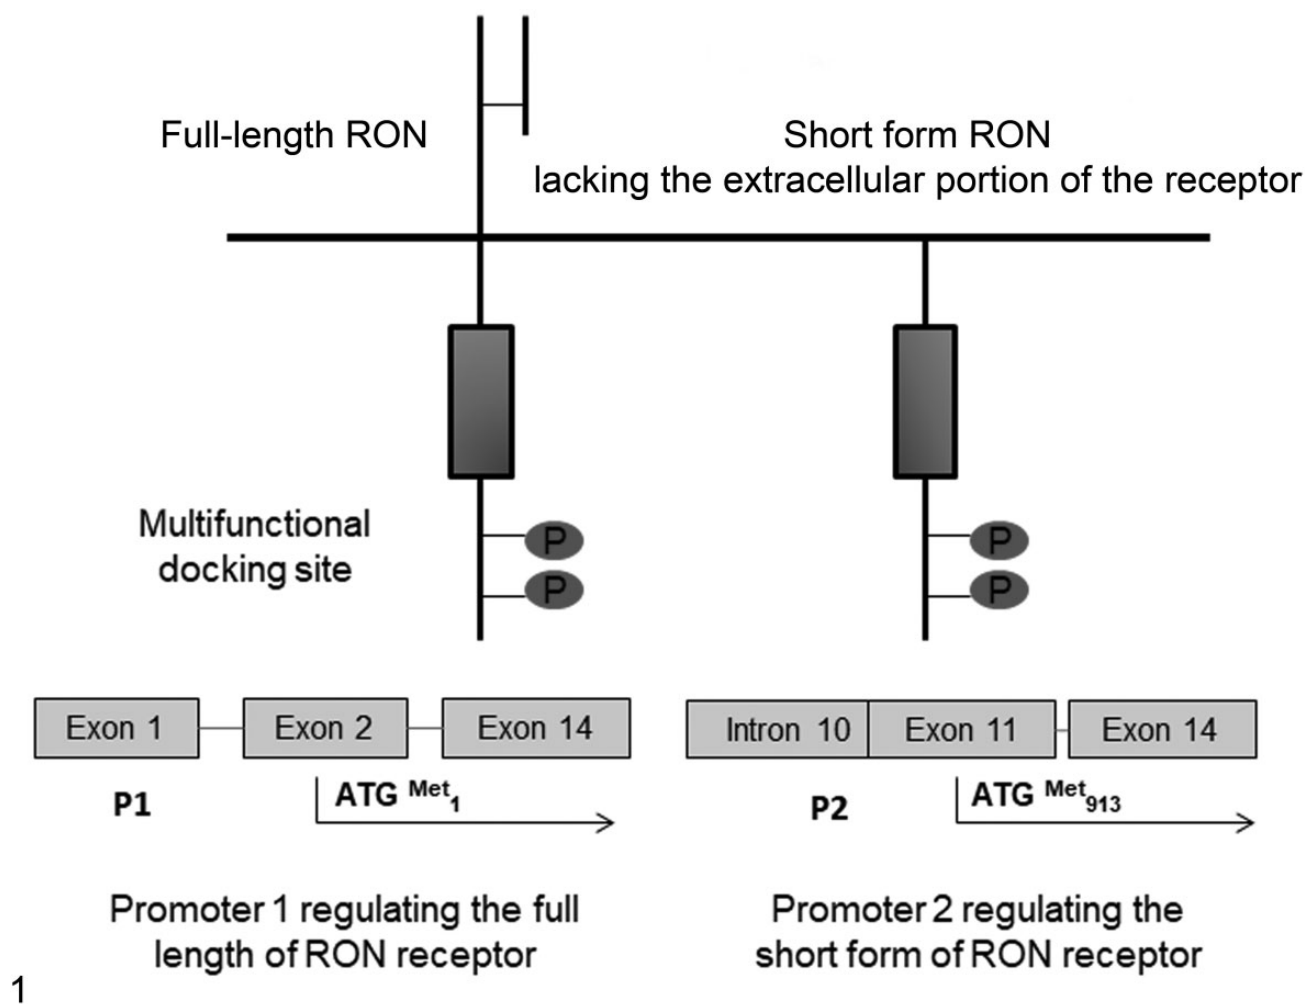 Full-length RON
Short form RON
lacking the extracellular portion of the receptor
Multifunctional
docking site
P
P
P
P
Exon 1
Exon 2
Exon 14
Intron 10
Exon 11
Exon 14
P1
ATG Met1
P2
ATG Met913
Promoter 1 regulating the full
length of RON receptor
Promoter 2 regulating the
short form of RON receptor
1